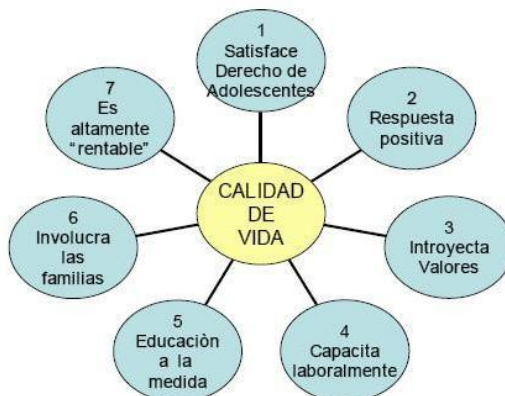 1
Satisface
Derecho de
Adolescentes
2
Respuesta
positiva
3
Introyecta
Valores
4
Capacita
laboralmente
5
Educaciòn
a la
medida
6
Involucra
las
familias
7
Es
altamente
“rentable”
CALIDAD
DE
VIDA